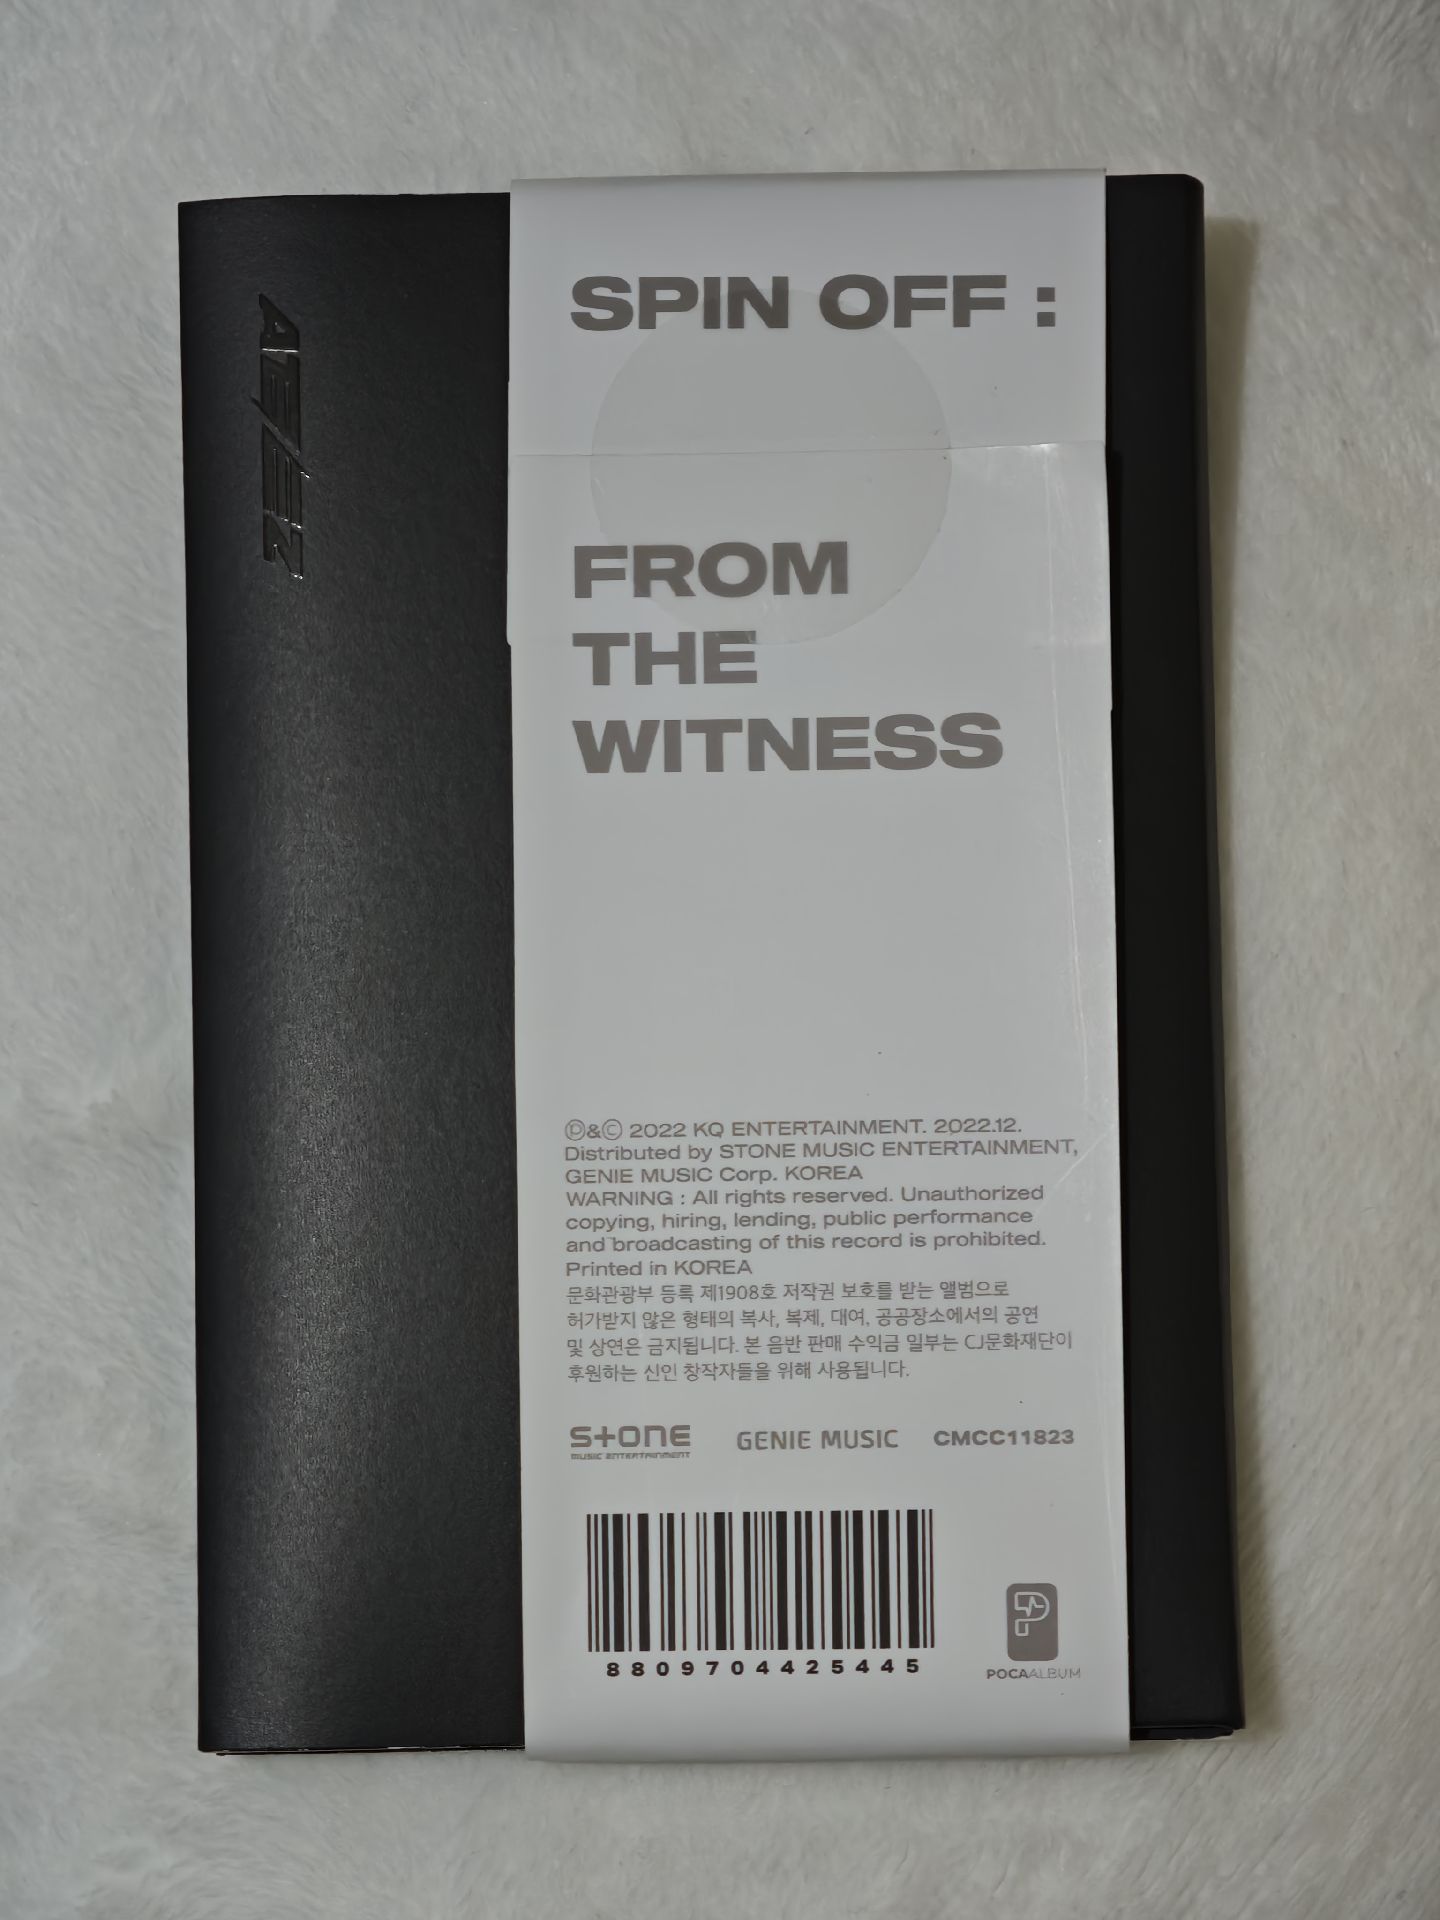 ATEEZ
SPIN OFF :
FROM
THE
WITNESS
Ⓟ&Ⓒ 2022 KQ ENTERTAINMENT. 2022.12.
Distributed by STONE MUSIC ENTERTAINMENT,
GENIE MUSIC Corp. KOREA
WARNING : All rights reserved. Unauthorized
copying, hiring, lending, public performance
and broadcasting of this record is prohibited.
Printed in KOREA
문화관광부 등록 제1908호 저작권 보호를 받는 앨범으로
허가받지 않은 형태의 복사, 복제, 대여, 공공장소에서의 공연
및 상연은 금지됩니다. 본 음반 판매 수익금 일부는 CJ문화재단이
후원하는 신인 창작자들을 위해 사용됩니다.
STONE
MUSIC ENTERTAINMENT
GENIE MUSIC
CMCC11823
8809704425445
POCAALBUM